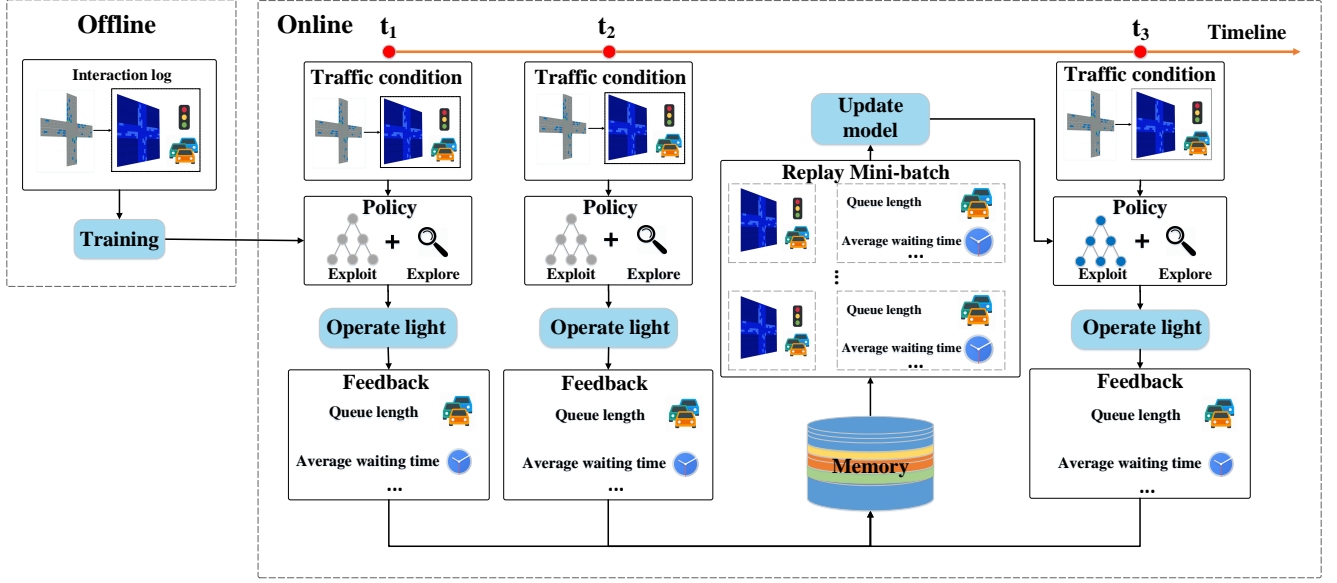 Offline
Interaction log
Training
Online
t1
t2
t3
Timeline
Traffic condition
Policy
+
Exploit
Explore
Operate light
Feedback
Queue length
Average waiting time
...
Traffic condition
Policy
+
Exploit
Explore
Operate light
Feedback
Queue length
Average waiting time
...
Update
model
Replay Mini-batch
Queue length
Average waiting time
...
...
Queue length
Average waiting time
...
Memory
Traffic condition
Policy
+
Exploit
Explore
Operate light
Feedback
Queue length
Average waiting time
...